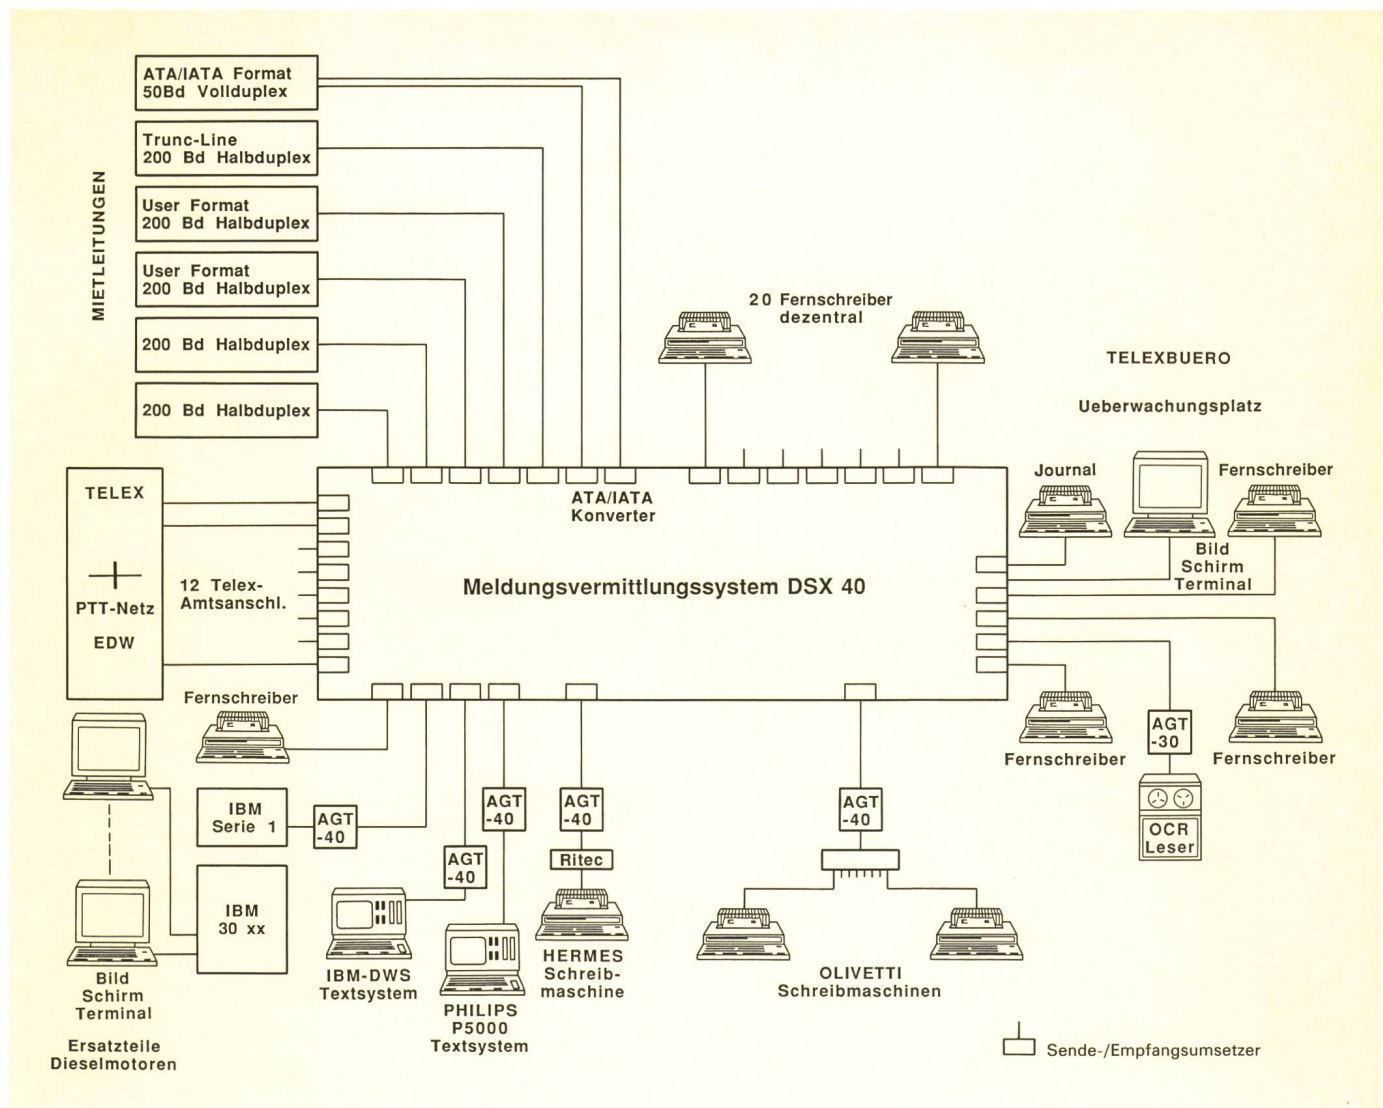 ATA/IATA Format
50Bd Vollduplex
Trunc-Line
200 Bd Halbduplex
User Format
200 Bd Halbduplex
User Format
200 Bd Halbduplex
200 Bd Halbduplex
200 Bd Halbduplex
MIETLEITUNGEN
20 Fernschreiber
dezentral
TELEXBUERO
Ueberwachungsplatz
Journal
Fernschreiber
Bild
Schirm
Terminal
TELEX
PTT-Netz
EDW
12 Telex-
Amtsanschl.
ATA/IATA
Konverter
Meldungsvermittlungssystem DSX 40
Fernschreiber
IBM
Serie 1
AGT
-40
IBM
30 xx
Bild
Schirm
Terminal
Ersatzteile
Dieselmotoren
AGT
-40
IBM-DWS
Textsystem
AGT
-40
PHILIPS
P5000
Textsystem
AGT
-40
Ritec
HERMES
Schreib-
maschine
AGT
-40
OLIVETTI
Schreibmaschinen
Fernschreiber
AGT
-30
OCR
Leser
Fernschreiber
Sende-/Empfangsumsetzer